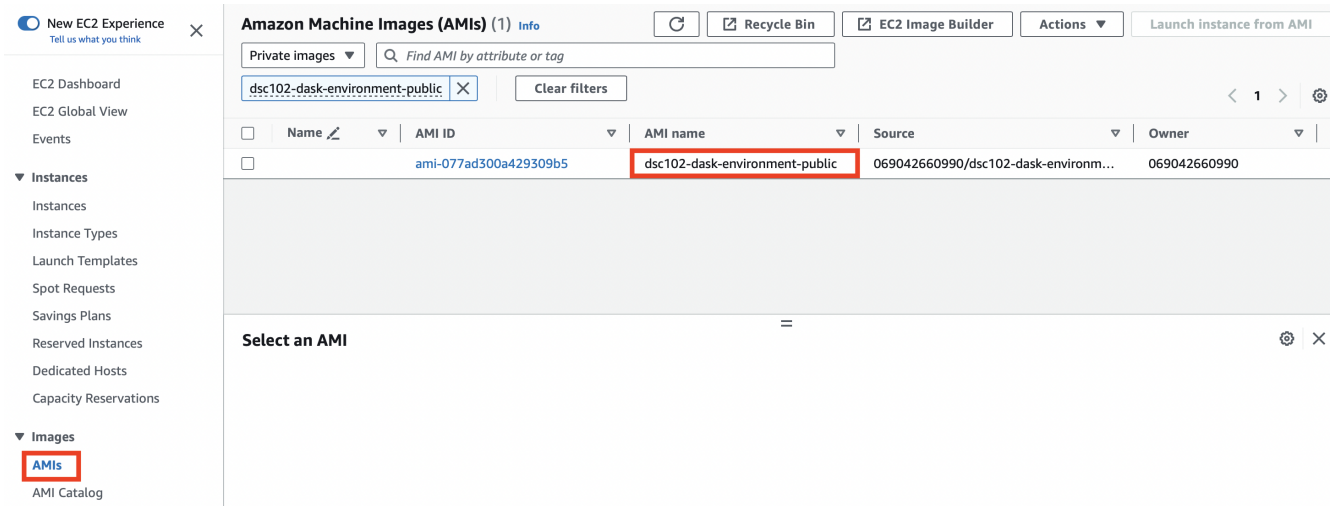 New EC2 Experience
Tell us what you think
EC2 Dashboard
EC2 Global View
Events
Instances
Instances
Instance Types
Launch Templates
Spot Requests
Savings Plans
Reserved Instances
Dedicated Hosts
Capacity Reservations
Images
AMIs
AMI Catalog
Amazon Machine Images (AMIs) (1) Info
Recycle Bin
EC2 Image Builder
Actions
Launch instance from AMI
Private images
Find AMI by attribute or tag
dsc102-dask-environment-public
Clear filters
1
Name AMI ID AMI name Source Owner
ami-077ad300a429309b5 dsc102-dask-environment-public 069042660990/dsc102-dask-environm... 069042660990
Select an AMI